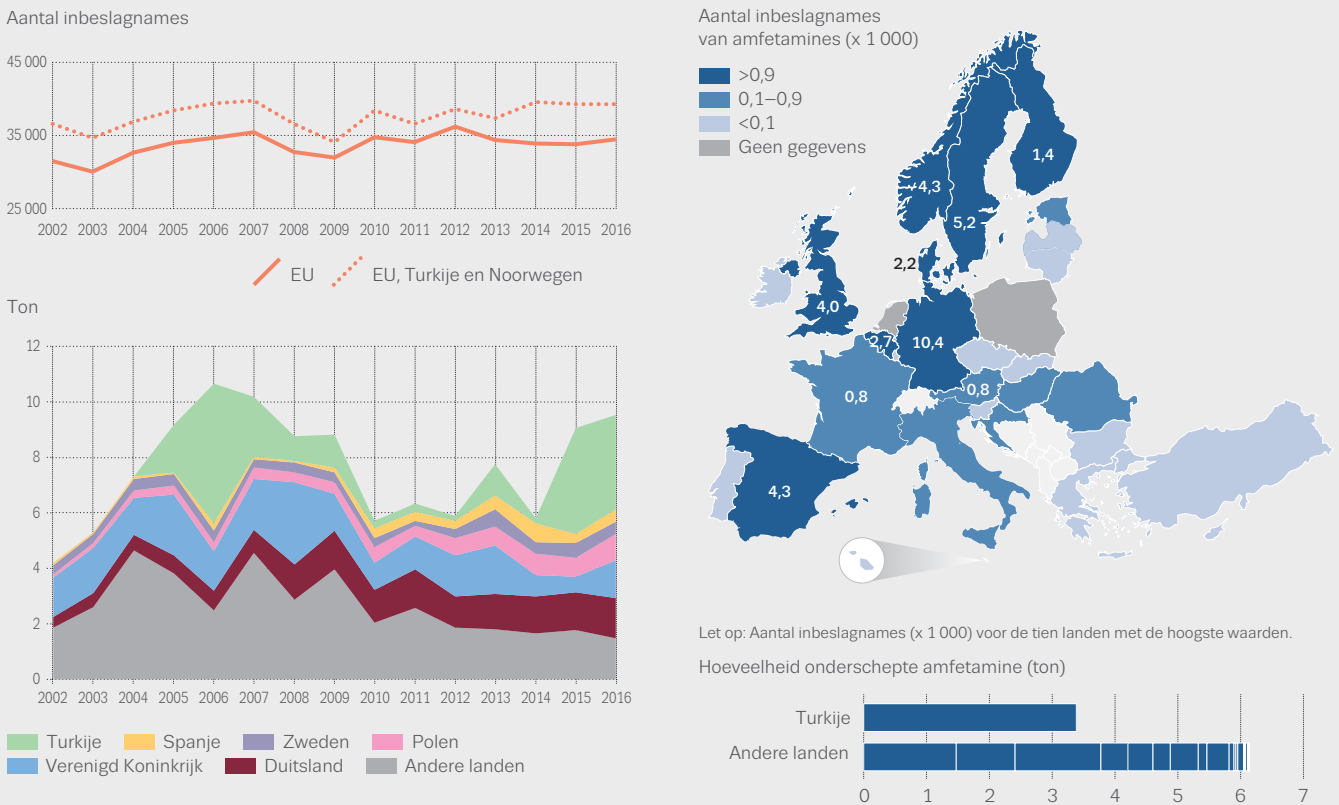 Aantal inbeslagnames
45 000
35 000
25 000
2002 2003 2004 2005 2006 2007 2008 2009 2010 2011 2012 2013 2014 2015 2016
EU
EU, Turkije en Noorwegen
Ton
12
10
8
6
4
2
0
2002 2003 2004 2005 2006 2007 2008 2009 2010 2011 2012 2013 2014 2015 2016
Turkije Spanje Zweden Polen
Verenigd Koninkrijk Duitsland Andere landen
Aantal inbeslagnames
van amfetamines (x 1 000)
>0,9
0,1–0,9
<0,1
Geen gegevens
1,4
4,3
5,2
2,2
4,0
2,7
10,4
0,8
0,8
4,3
Let op: Aantal inbeslagnames (x 1 000) voor de tien landen met de hoogste waarden.
Hoeveelheid onderschepte amfetamine (ton)
Turkije
Andere landen
0 1 2 3 4 5 6 7